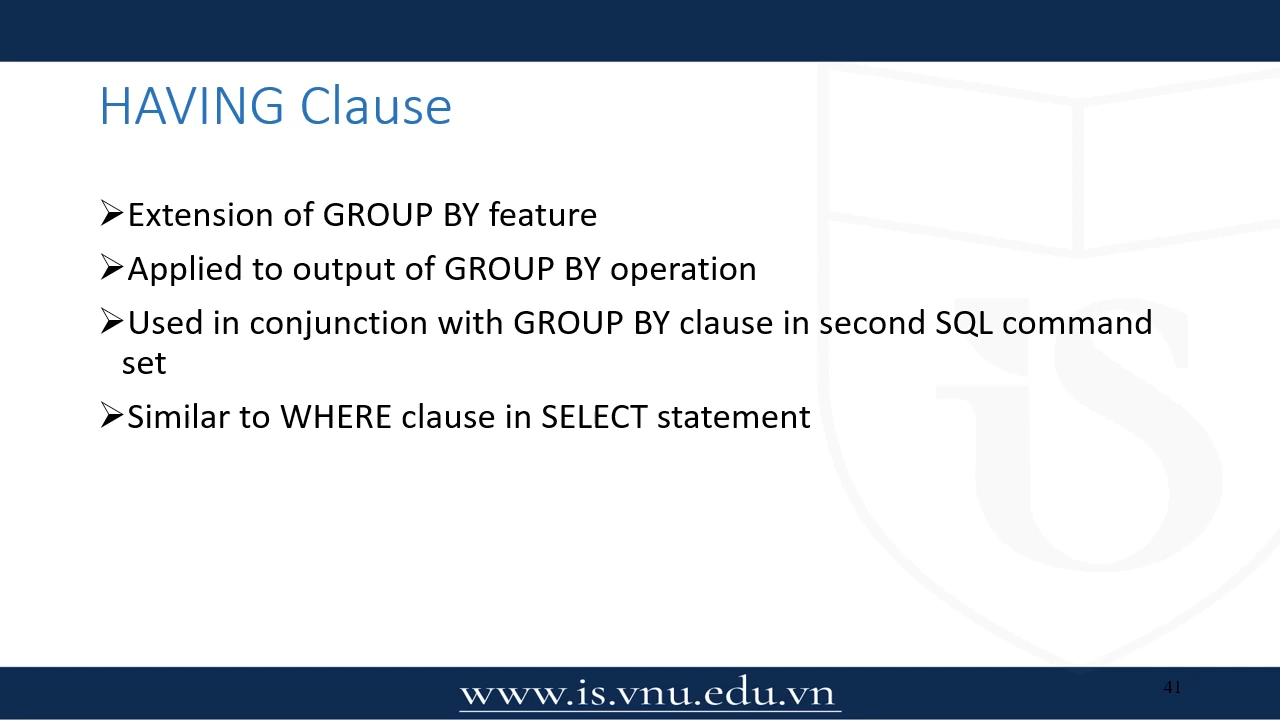 HAVING Clause
➢Extension of GROUP BY feature
➢Applied to output of GROUP BY operation
➢Used in conjunction with GROUP BY clause in second SQL command
set
➢Similar to WHERE clause in SELECT statement
iS
www.is.vnu.edu.vn
41